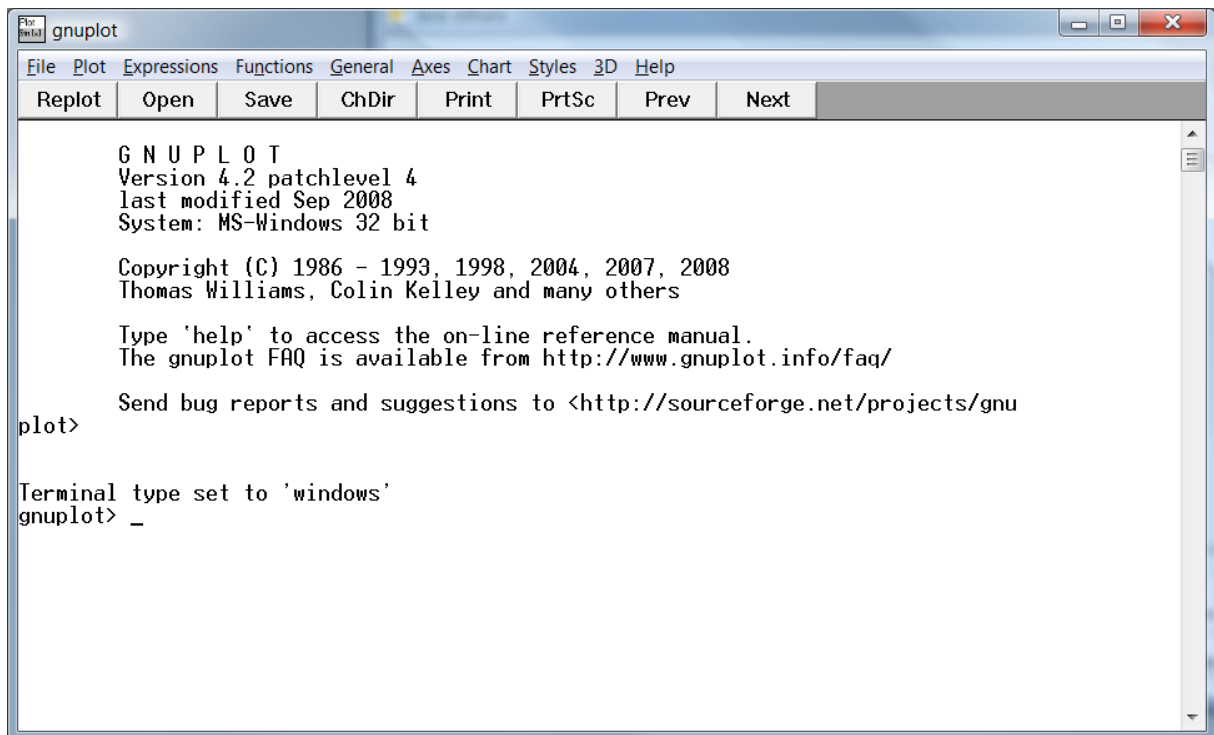 gnuplot
File Plot Expressions Functions General Axes Chart Styles 3D Help
Replot Open Save ChDir Print PrtSc Prev Next
G N U P L O T
Version 4.2 patchlevel 4
last modified Sep 2008
System: MS-Windows 32 bit
Copyright (C) 1986 - 1993, 1998, 2004, 2007, 2008
Thomas Williams, Colin Kelley and many others
Type `help` to access the on-line reference manual.
The gnuplot FAQ is available from http://www.gnuplot.info/faq/
Send bug reports and suggestions to <http://sourceforge.net/projects/gnu
plot>
Terminal type set to 'windows'
gnuplot> _